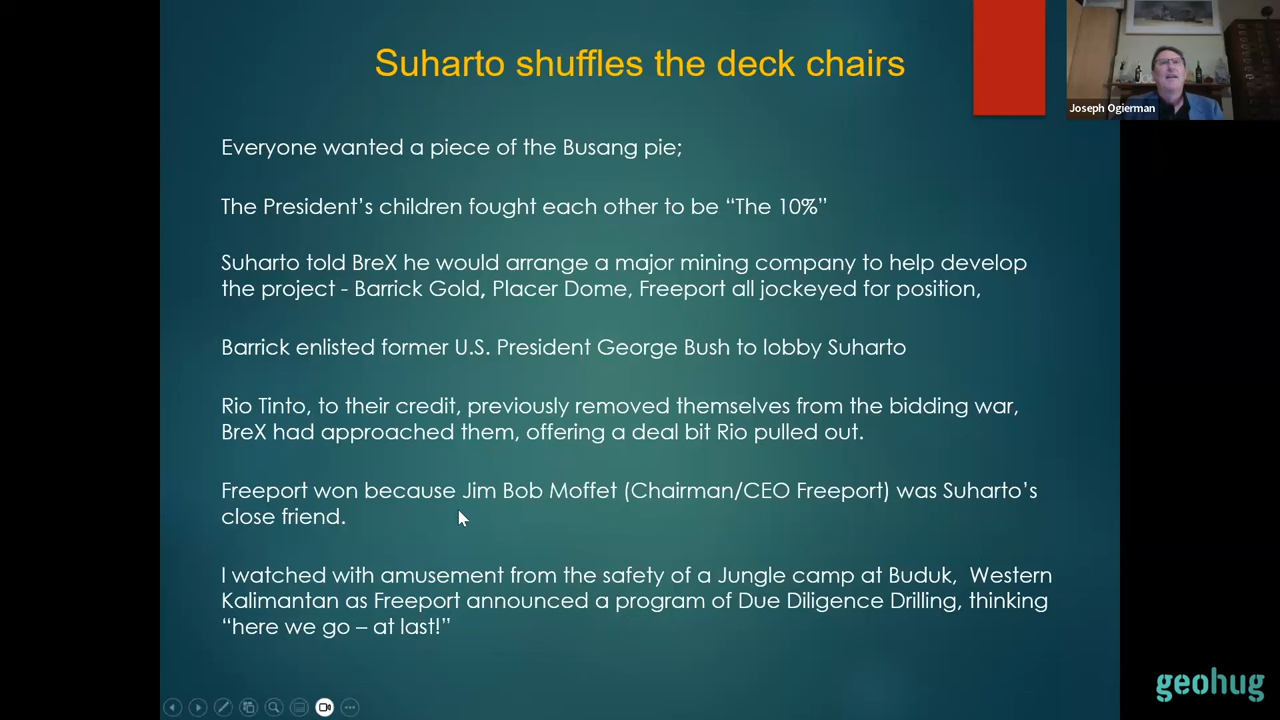 Suharto shuffles the deck chairs
Joseph Ogierman
Everyone wanted a piece of the Busang pie;
The President’s children fought each other to be “The 10%”
Suharto told BreX he would arrange a major mining company to help develop
the project - Barrick Gold, Placer Dome, Freeport all jockeyed for position,
Barrick enlisted former U.S. President George Bush to lobby Suharto
Rio Tinto, to their credit, previously removed themselves from the bidding war,
BreX had approached them, offering a deal bit Rio pulled out.
Freeport won because Jim Bob Moffet (Chairman/CEO Freeport) was Suharto’s
close friend.
I watched with amusement from the safety of a Jungle camp at Buduk, Western
Kalimantan as Freeport announced a program of Due Diligence Drilling, thinking
“here we go – at last!”
geohug